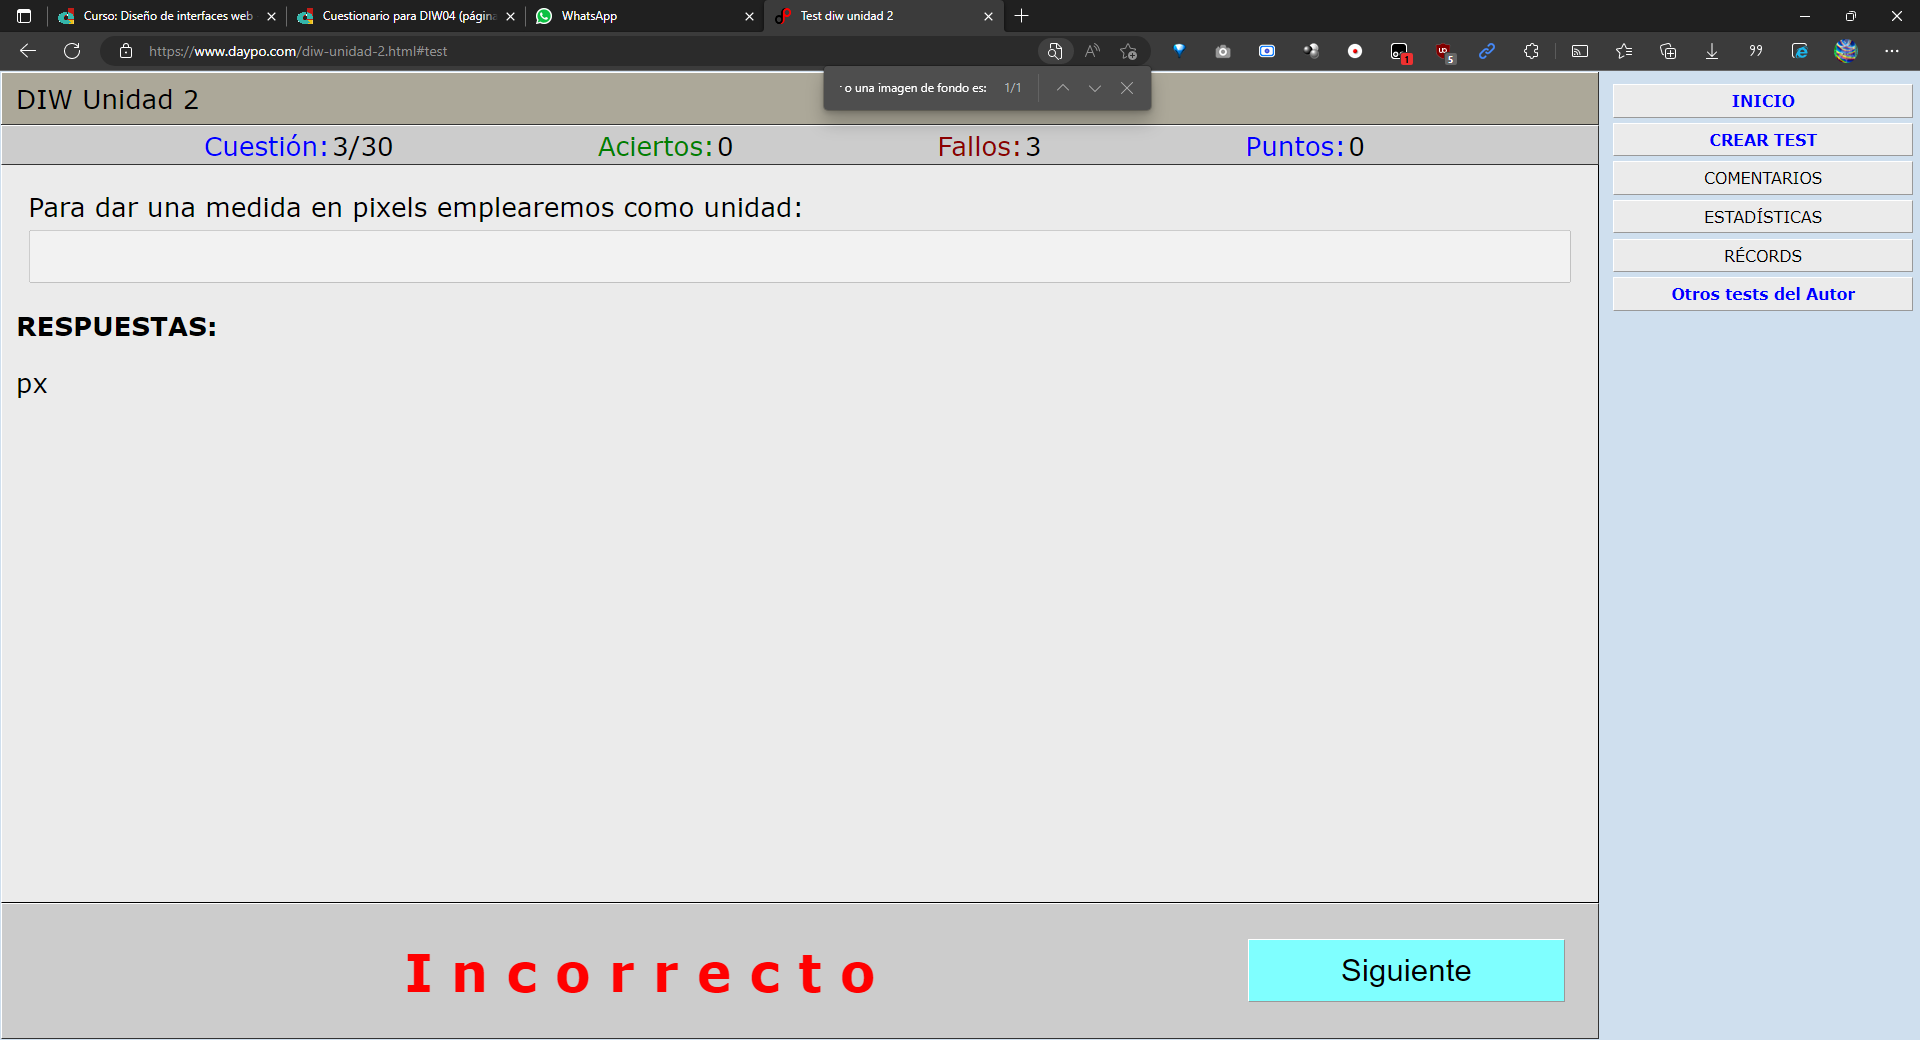 Curso: Diseño de interfaces web
Cuestionario para DIW04 (página
WhatsApp
Test diw unidad 2
https://www.daypo.com/diw-unidad-2.html#test
o una imagen de fondo es: 1/1
1
5
DIW Unidad 2
Cuestión: 3/30 Aciertos: 0 Fallos: 3 Puntos: 0
Para dar una medida en pixels emplearemos como unidad:
RESPUESTAS:
px
Incorrecto
Siguiente
INICIO
CREAR TEST
COMENTARIOS
ESTADÍSTICAS
RÉCORDS
Otros tests del Autor